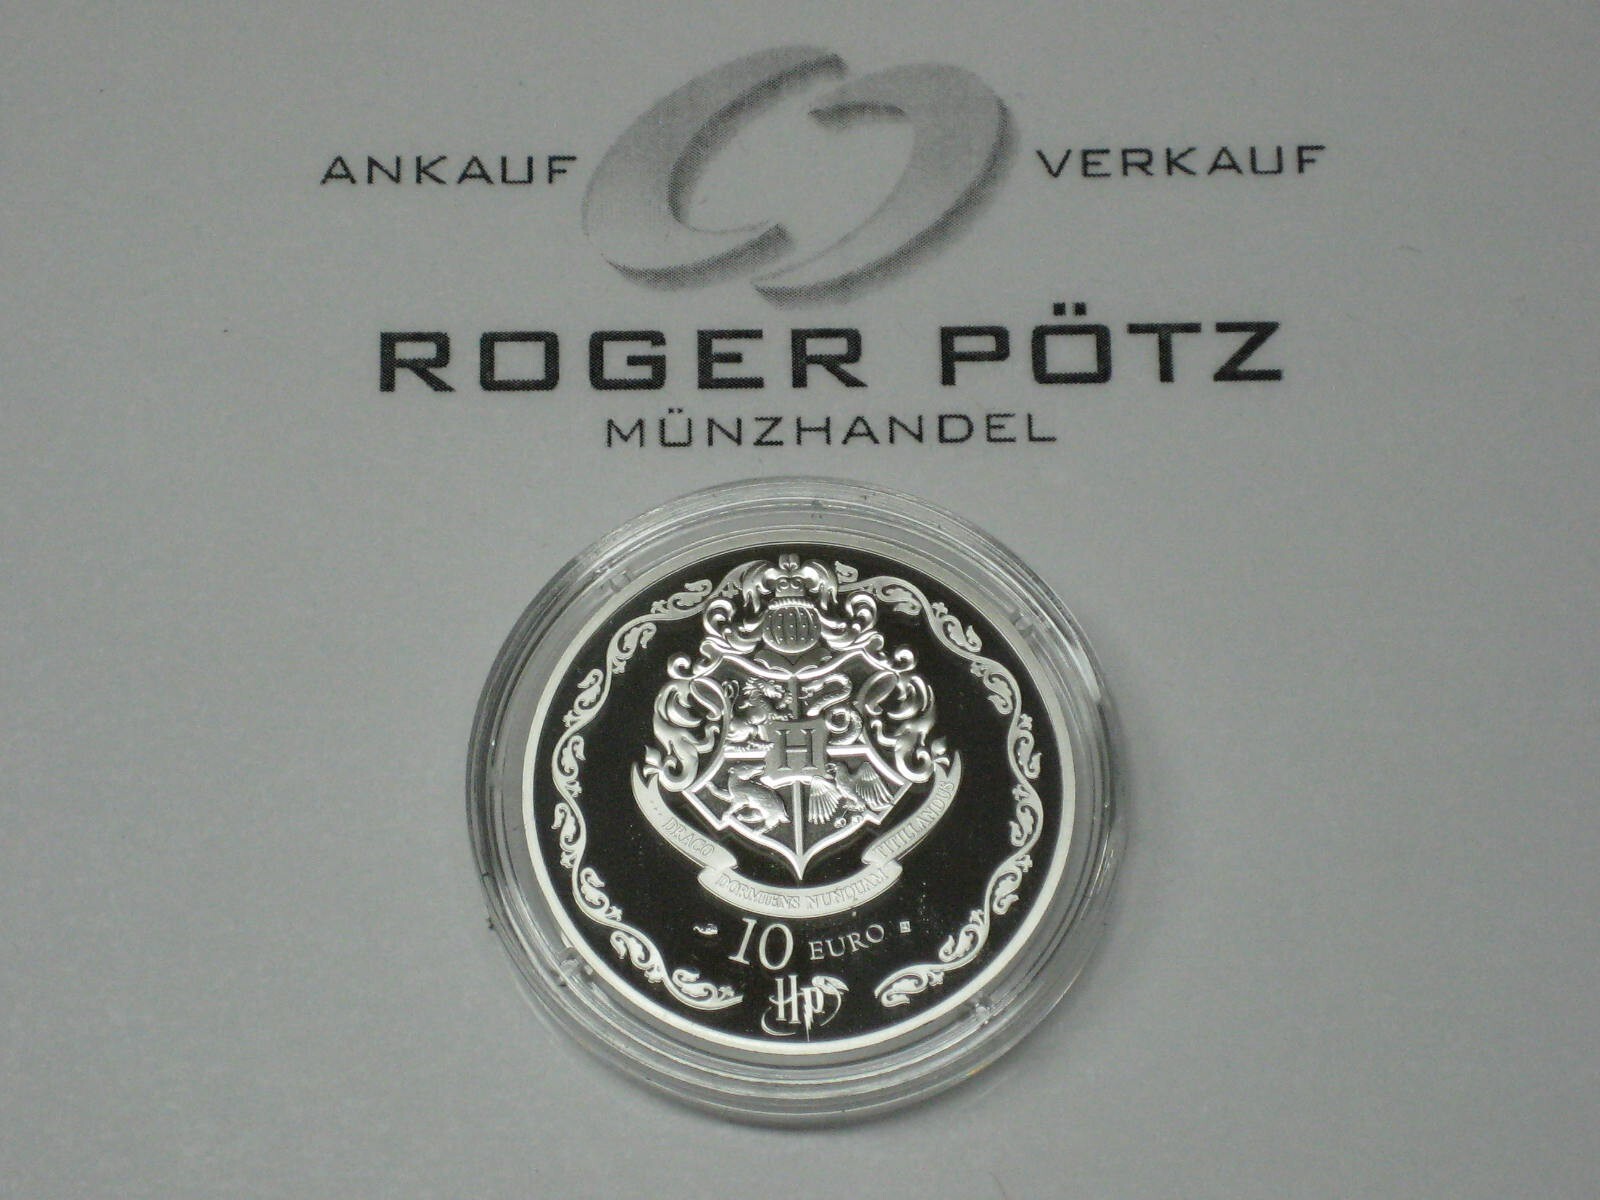 ANKAUF VERKAUF
ROGER PÖTZ
MÜNZHANDEL
H
DRACO DORMIENS NUNQUAM TITILLANDUS
10 EURO
HP